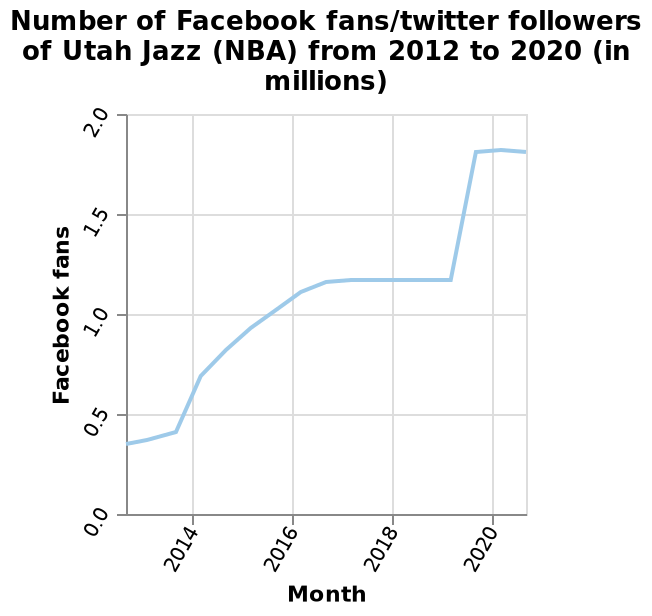 Number of Facebook fans/twitter followers
of Utah Jazz (NBA) from 2012 to 2020 (in
millions)
2.0
1.5
1.0
0.5
0.0
Facebook fans
2014
2016
2018
2020
Month